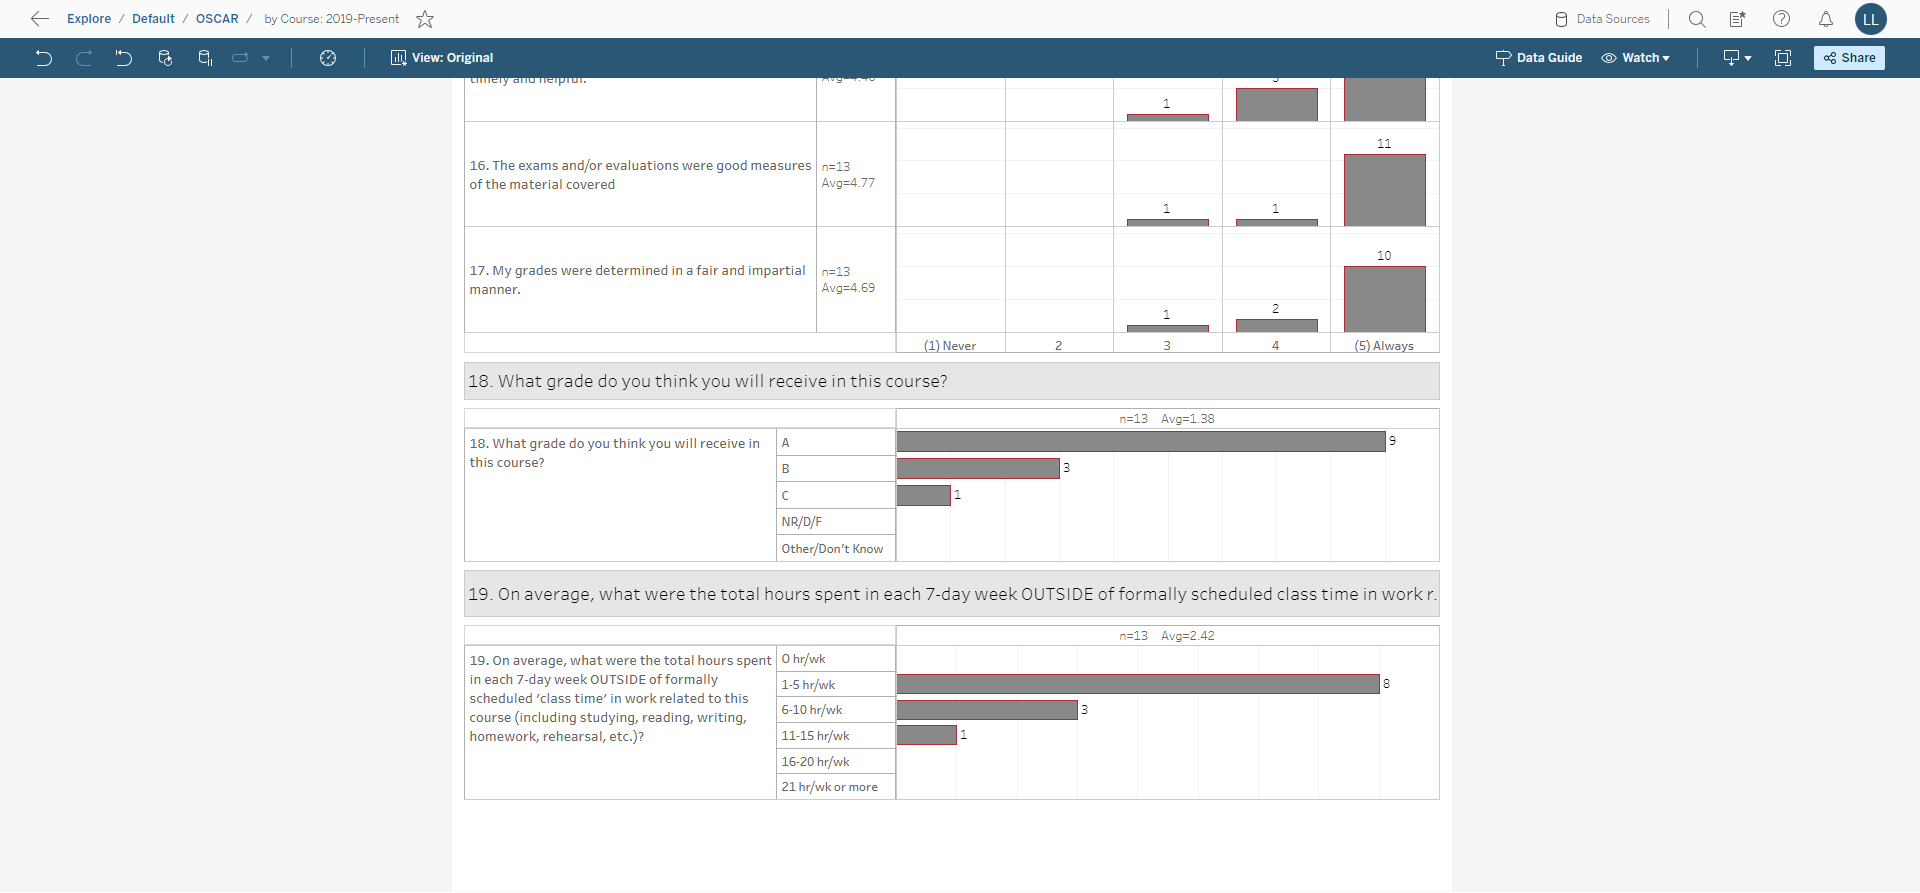 Explore / Default / OSCAR / by Course: 2019-Present
Data Sources
LL
View: Original
Data Guide
Watch
Share
timely and helpful.
1
16. The exams and/or evaluations were good measures
of the material covered
n=13
Avg=4.77
1
1
11
17. My grades were determined in a fair and impartial
manner.
n=13
Avg=4.69
1
2
10
(1) Never
2
3
4
(5) Always
18. What grade do you think you will receive in this course?
n=13 Avg=1.38
18. What grade do you think you will receive in
this course?
A
9
B
3
C
1
NR/D/F
Other/Don't Know
19. On average, what were the total hours spent in each 7-day week OUTSIDE of formally scheduled class time in work r.
n=13 Avg=2.42
19. On average, what were the total hours spent
in each 7-day week OUTSIDE of formally
scheduled 'class time' in work related to this
course (including studying, reading, writing,
homework, rehearsal, etc.)?
0 hr/wk
1-5 hr/wk
8
6-10 hr/wk
3
11-15 hr/wk
1
16-20 hr/wk
21 hr/wk or more